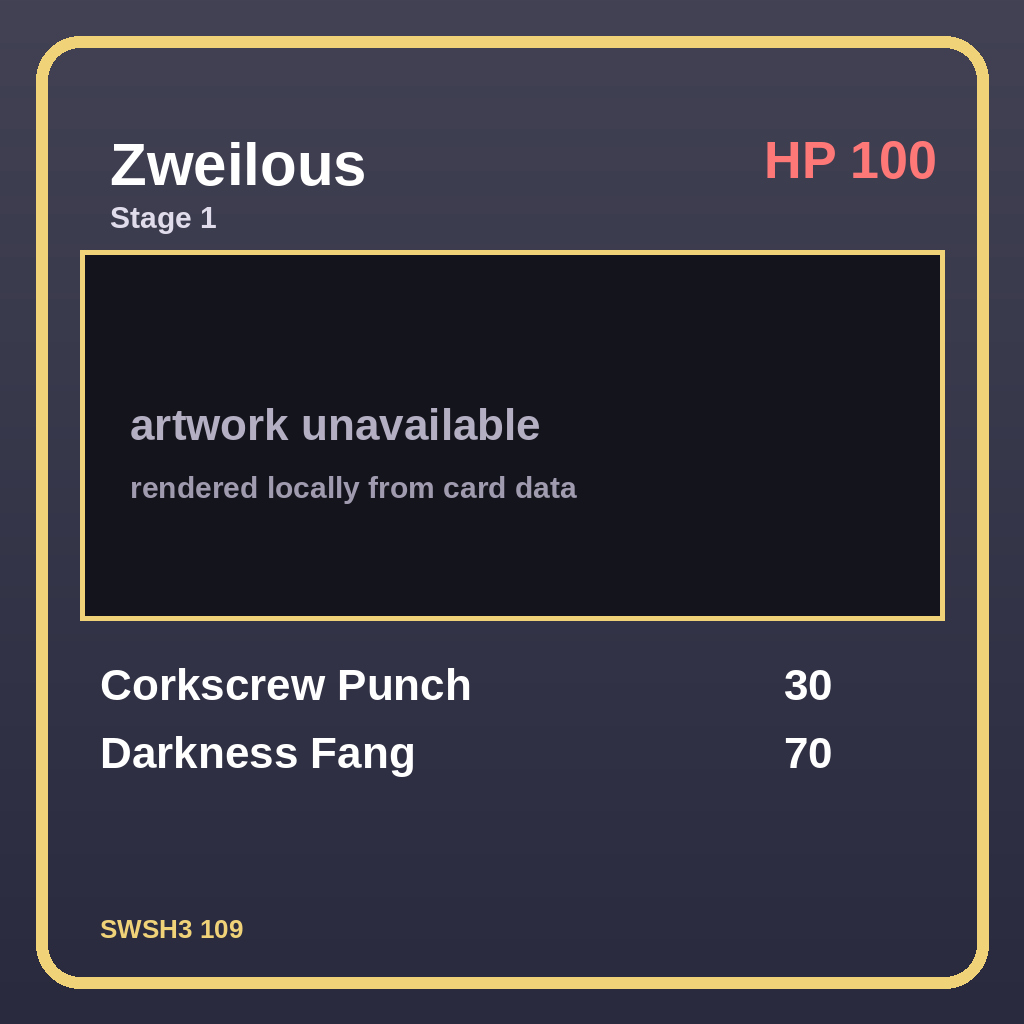 Zweilous
HP 100
Stage 1
artwork unavailable
rendered locally from card data
Corkscrew Punch 30
Darkness Fang 70
SWSH3 109